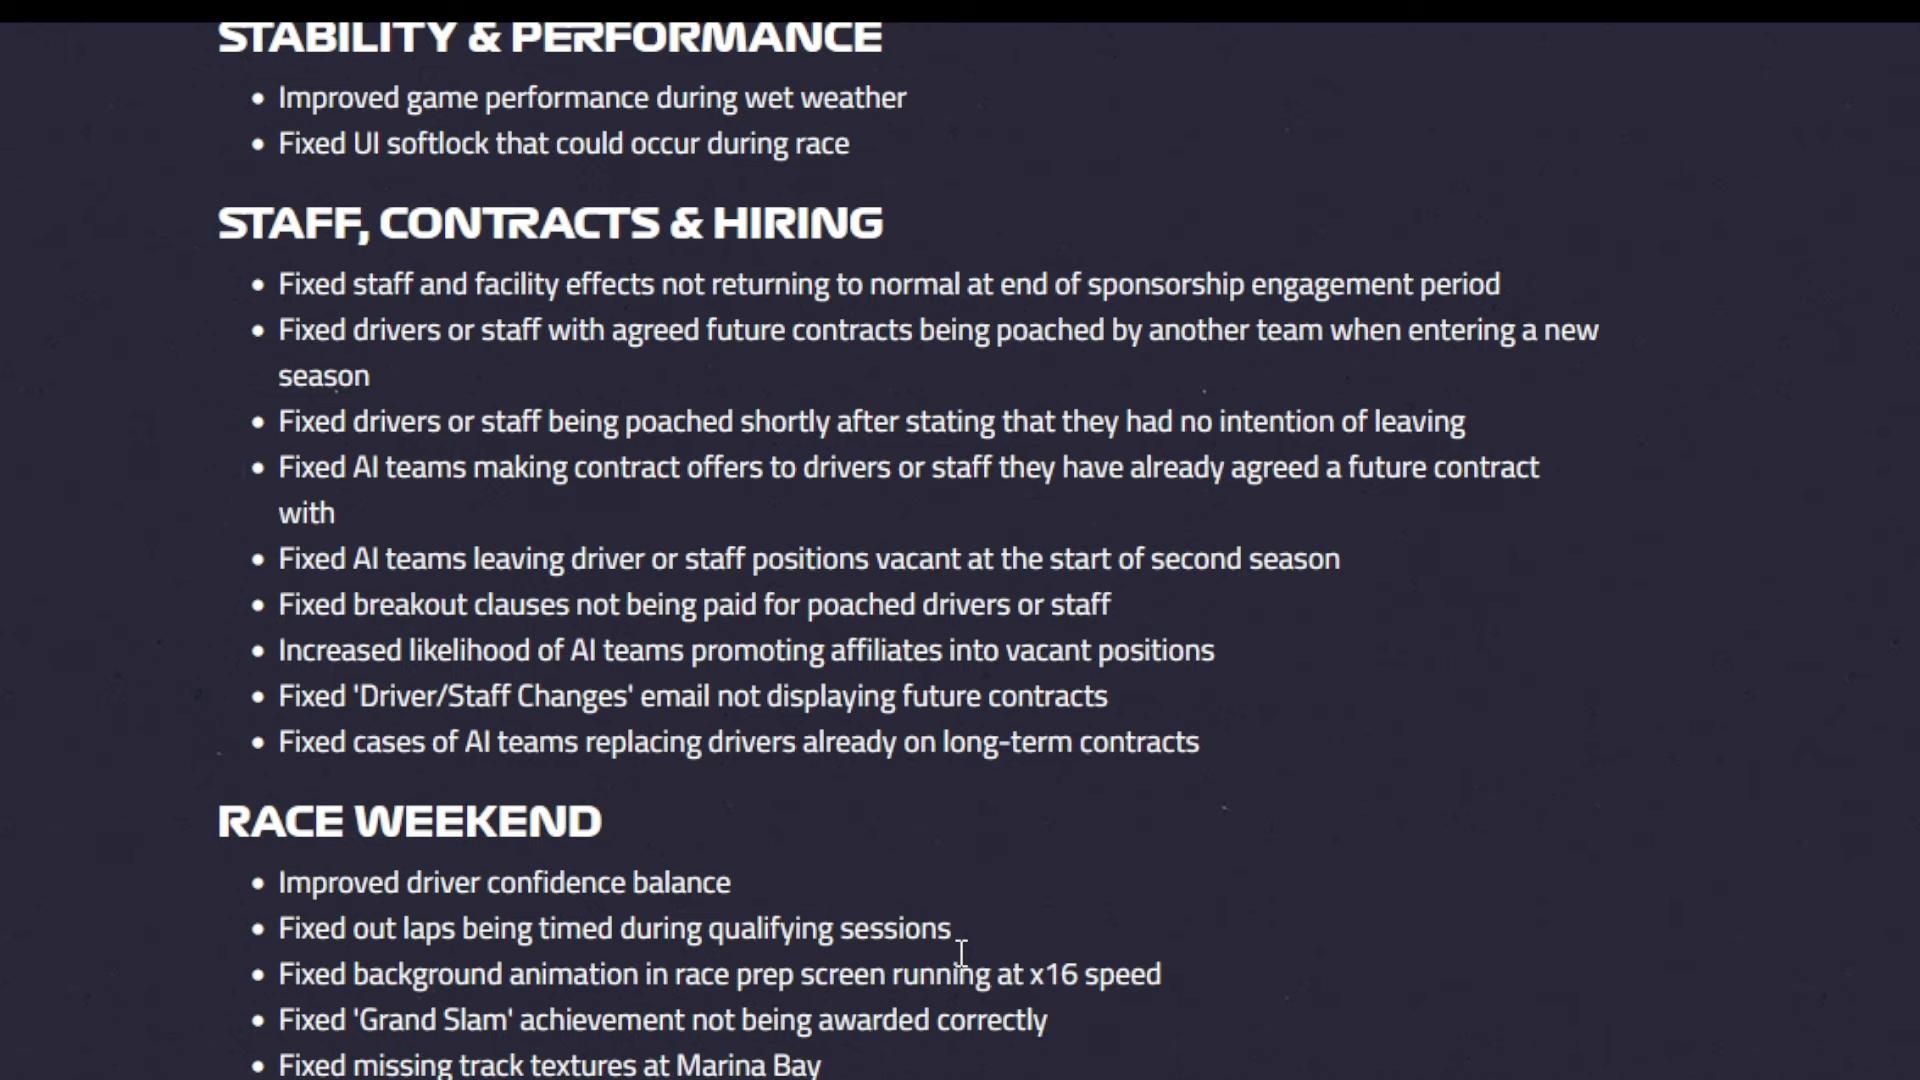 STABILITY & PERFORMANCE
• Improved game performance during wet weather
• Fixed UI softlock that could occur during race
STAFF, CONTRACTS & HIRING
• Fixed staff and facility effects not returning to normal at end of sponsorship engagement period
• Fixed drivers or staff with agreed future contracts being poached by another team when entering a new
season
• Fixed drivers or staff being poached shortly after stating that they had no intention of leaving
• Fixed AI teams making contract offers to drivers or staff they have already agreed a future contract
with
• Fixed AI teams leaving driver or staff positions vacant at the start of second season
• Fixed breakout clauses not being paid for poached drivers or staff
• Increased likelihood of AI teams promoting affiliates into vacant positions
• Fixed 'Driver/Staff Changes' email not displaying future contracts
• Fixed cases of AI teams replacing drivers already on long-term contracts
RACE WEEKEND
• Improved driver confidence balance
• Fixed out laps being timed during qualifying sessions
• Fixed background animation in race prep screen running at x16 speed
• Fixed 'Grand Slam' achievement not being awarded correctly
• Fixed missing track textures at Marina Bay